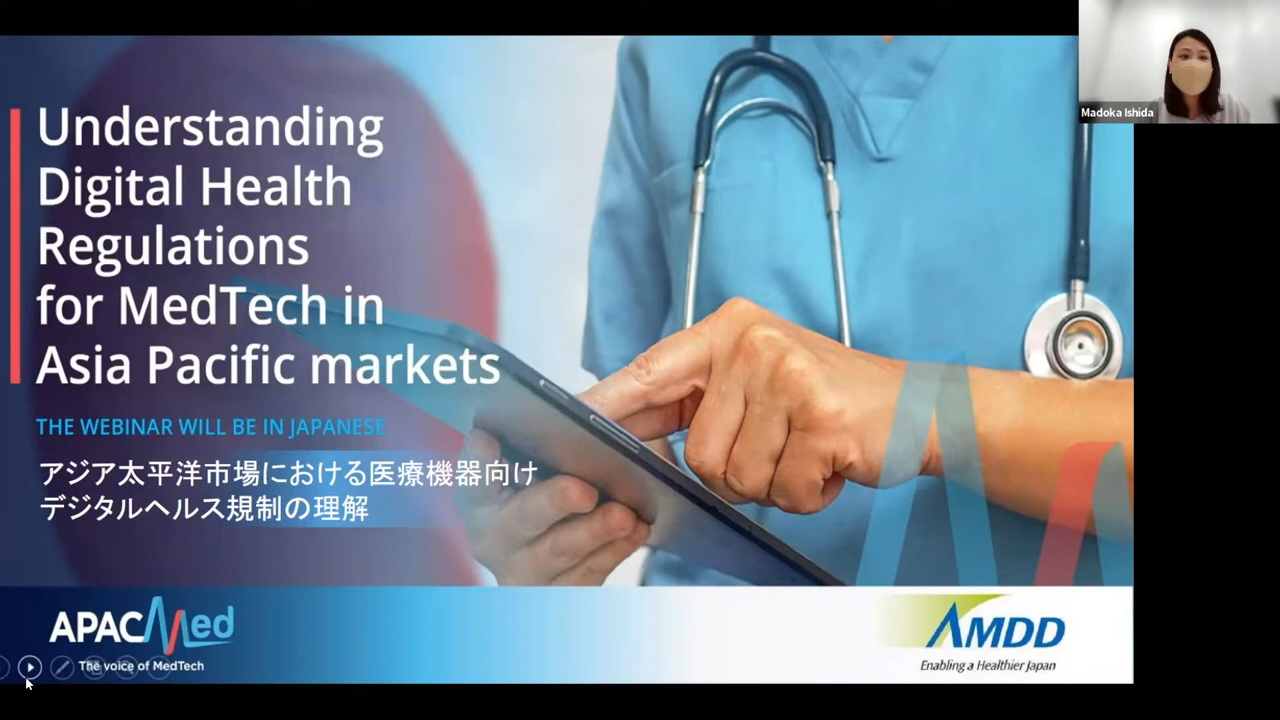 Understanding
Digital Health
Regulations
for MedTech in
Asia Pacific markets
THE WEBINAR WILL BE IN JAPANESE
アジア太平洋市場における医療機器向け
デジタルヘルス規制の理解
APACMed
The voice of MedTech
AMDD
Enabling a Healthier Japan
Madoka Ishida